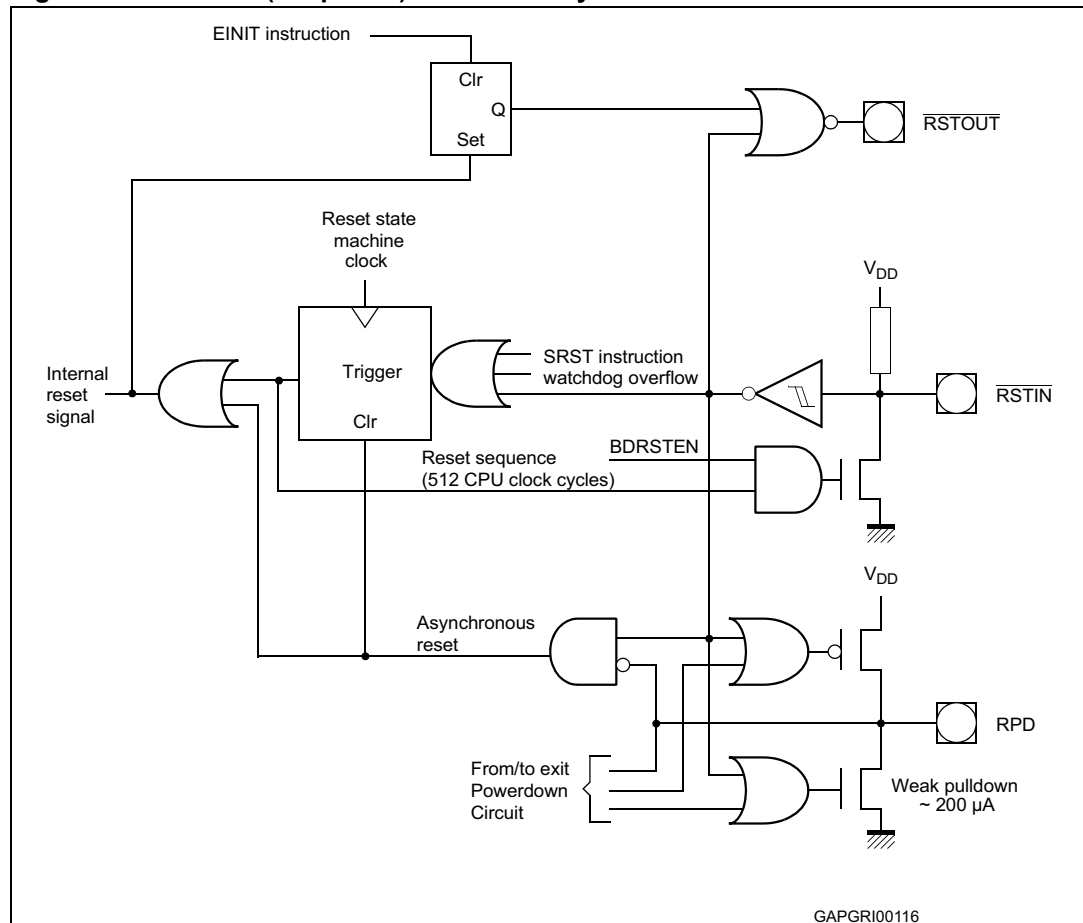 EINIT instruction
Clr
Q
Set
RSTOUT
Reset state
machine
clock
VDD
Internal
reset
signal
Trigger
Clr
SRST instruction
watchdog overflow
RSTIN
BDRSTEN
Reset sequence
(512 CPU clock cycles)
VDD
Asynchronous
reset
RPD
From/to exit
Powerdown
Circuit
Weak pulldown
~ 200 µA
GAPGRI00116